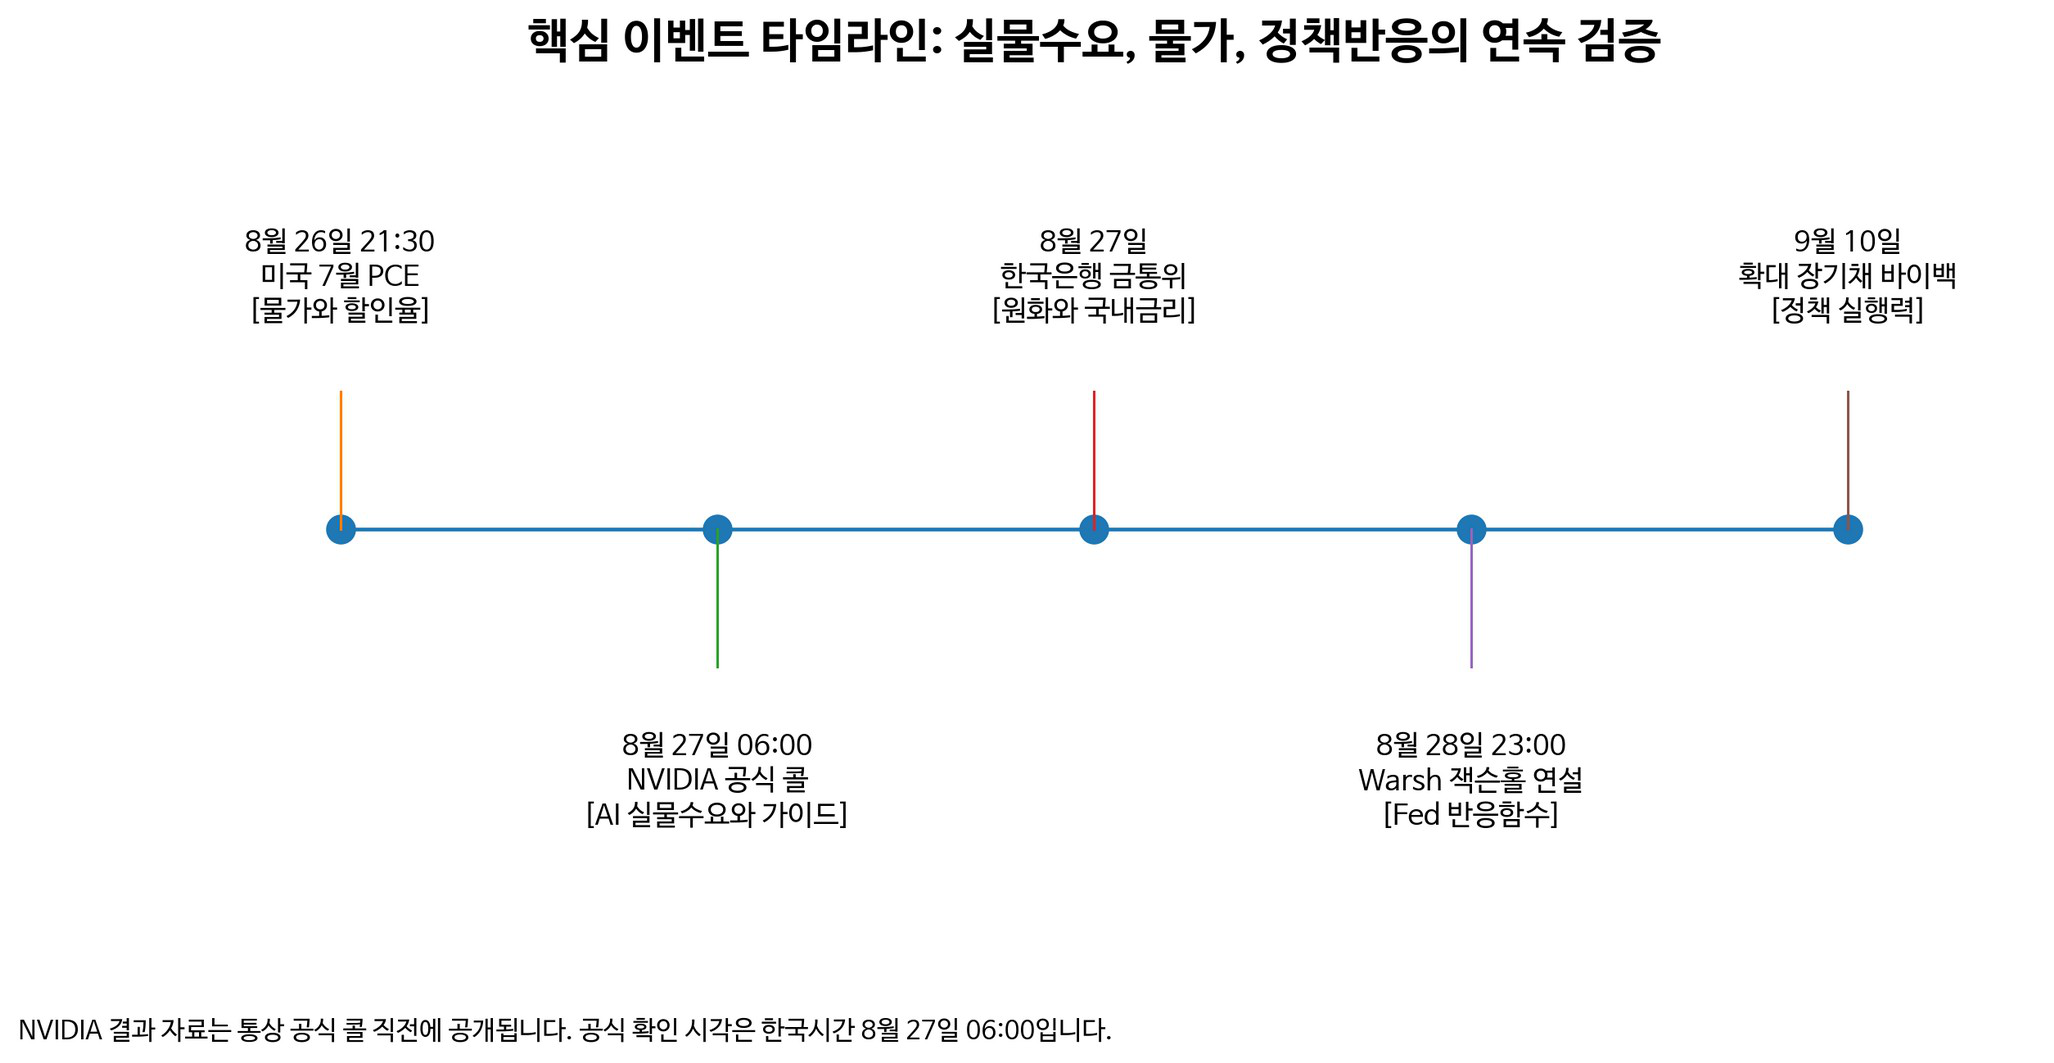 핵심 이벤트 타임라인: 실물수요, 물가, 정책반응의 연속 검증
8월 26일 21:30
미국 7월 PCE
[물가와 할인율]
8월 27일 06:00
NVIDIA 공식 콜
[AI 실물수요와 가이드]
8월 27일
한국은행 금통위
[원화와 국내금리]
8월 28일 23:00
Warsh 잭슨홀 연설
[Fed 반응함수]
9월 10일
확대 장기채 바이백
[정책 실행력]
NVIDIA 결과 자료는 통상 공식 콜 직전에 공개됩니다. 공식 확인 시각은 한국시간 8월 27일 06:00입니다.